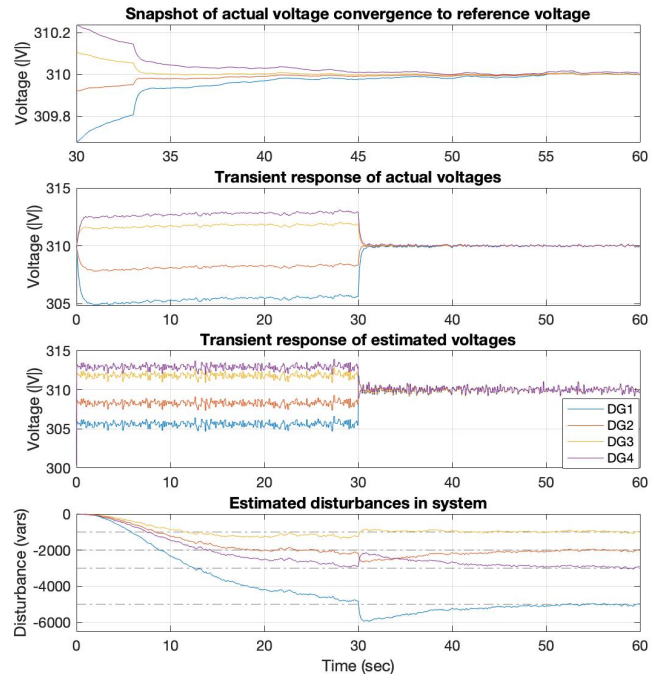 Snapshot of actual voltage convergence to reference voltage
310.2
310
309.8
Voltage (|V|)
30 35 40 45 50 55 60
Transient response of actual voltages
315
310
305
Voltage (|V|)
0 10 20 30 40 50 60
Transient response of estimated voltages
315
310
305
300
Voltage (|V|)
DG1
DG2
DG3
DG4
0 10 20 30 40 50 60
Estimated disturbances in system
0
-2000
-4000
-6000
Disturbance (vars)
0 10 20 30 40 50 60
Time (sec)